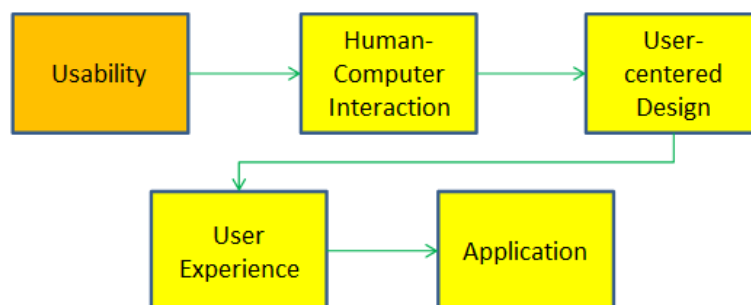 Usability
Human-
Computer
Interaction
User-
centered
Design
User
Experience
Application